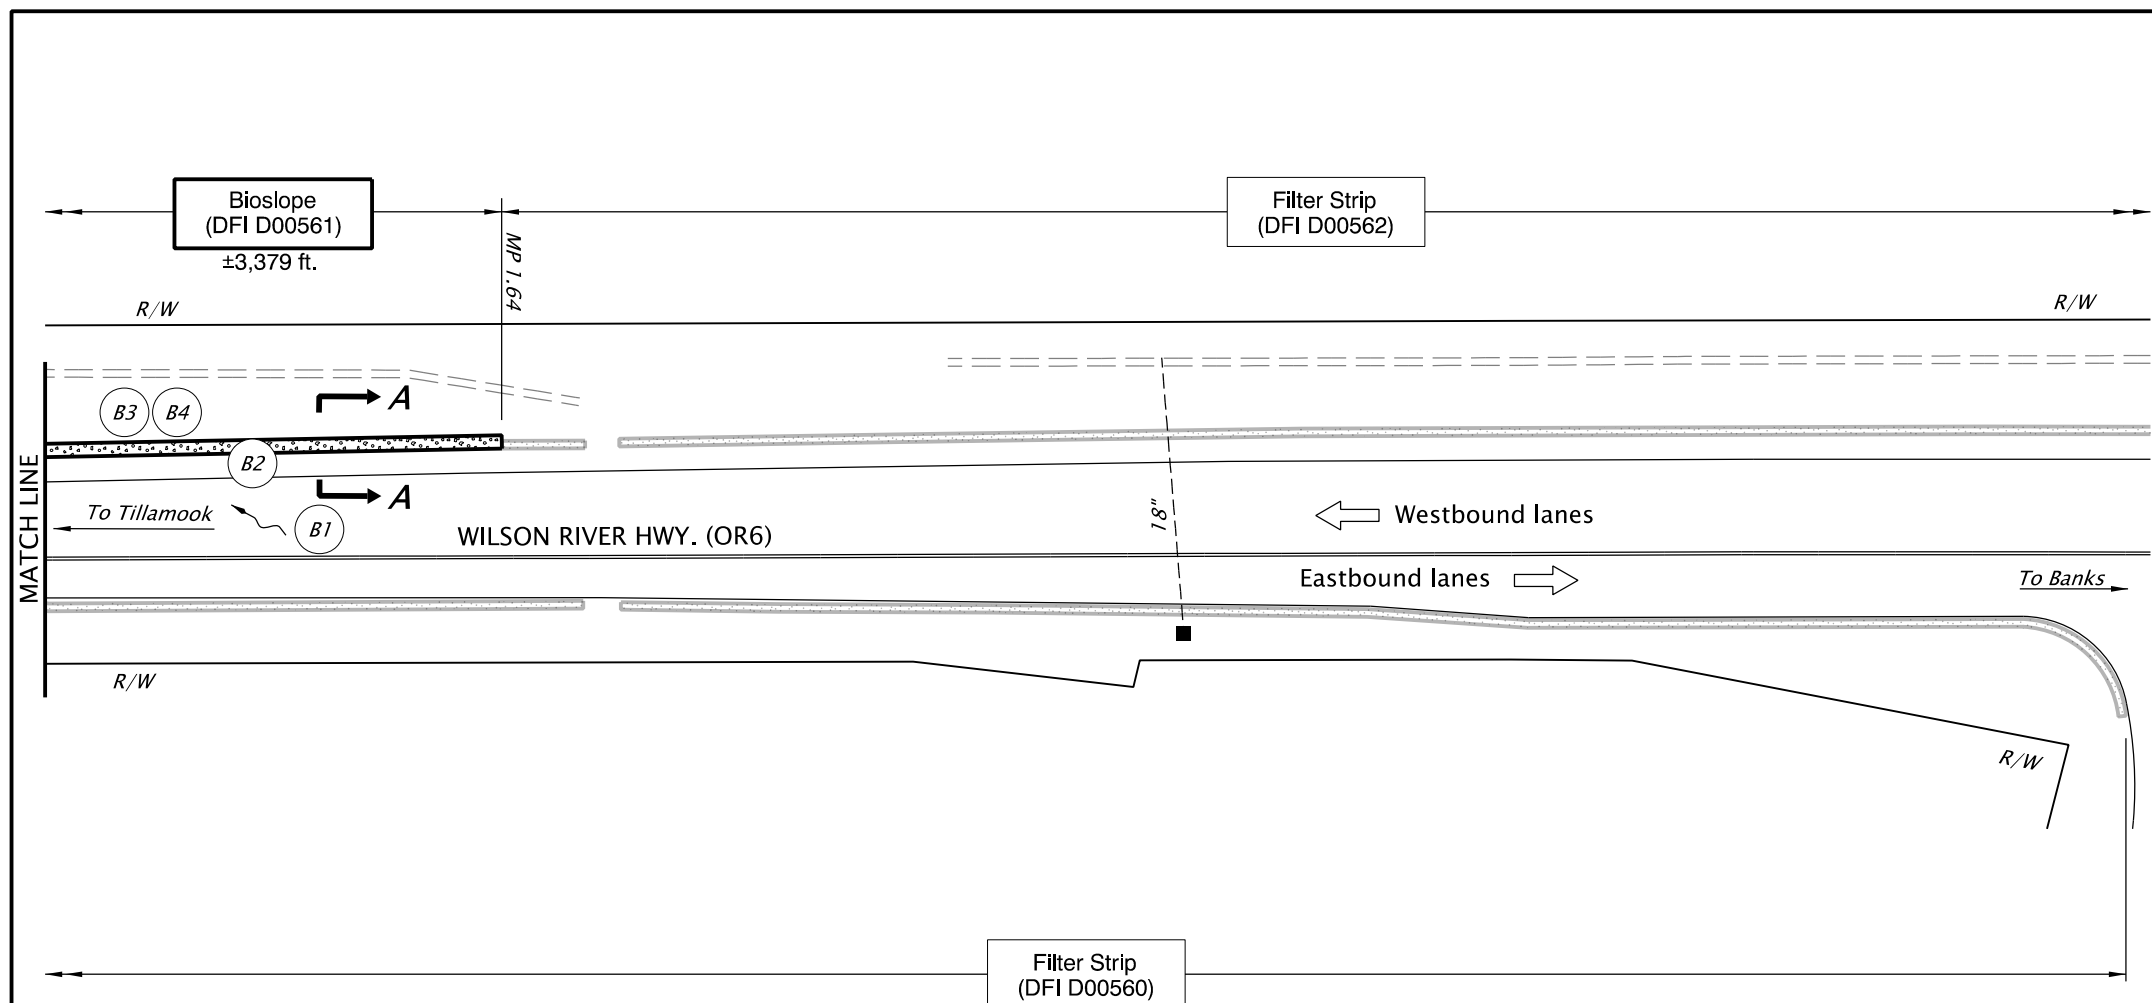 Bioslope
(DFI D00561)
±3,379 ft.
Filter Strip
(DFI D00562)
MP 1.64
R/W
R/W
A
B3
B4
B2
A
MATCH LINE
To Tillamook
B1
WILSON RIVER HWY. (OR6)
18"
Westbound lanes
Eastbound lanes
To Banks
R/W
R/W
Filter Strip
(DFI D00560)